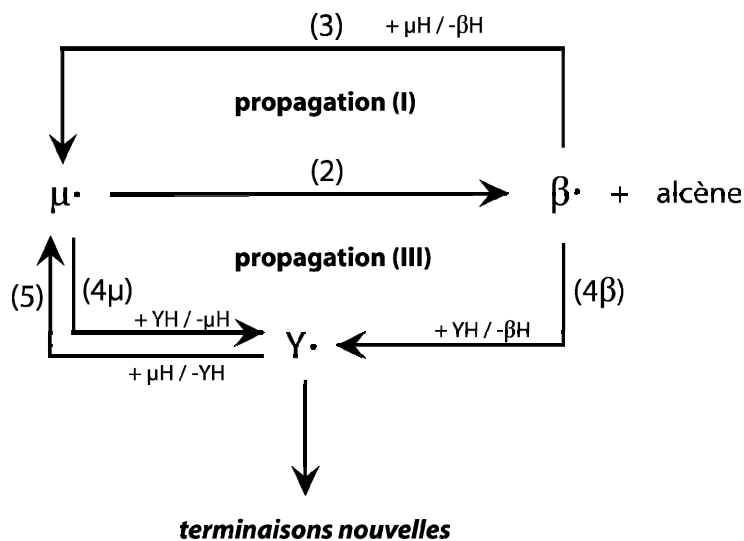 (3) + μH / -βH
propagation (I)
(2)
μ• β• + alcène
propagation (III)
(5) (4μ) (4β)
+ YH / -μH + YH / -βH
Y•
+ μH / -YH
terminaisons nouvelles